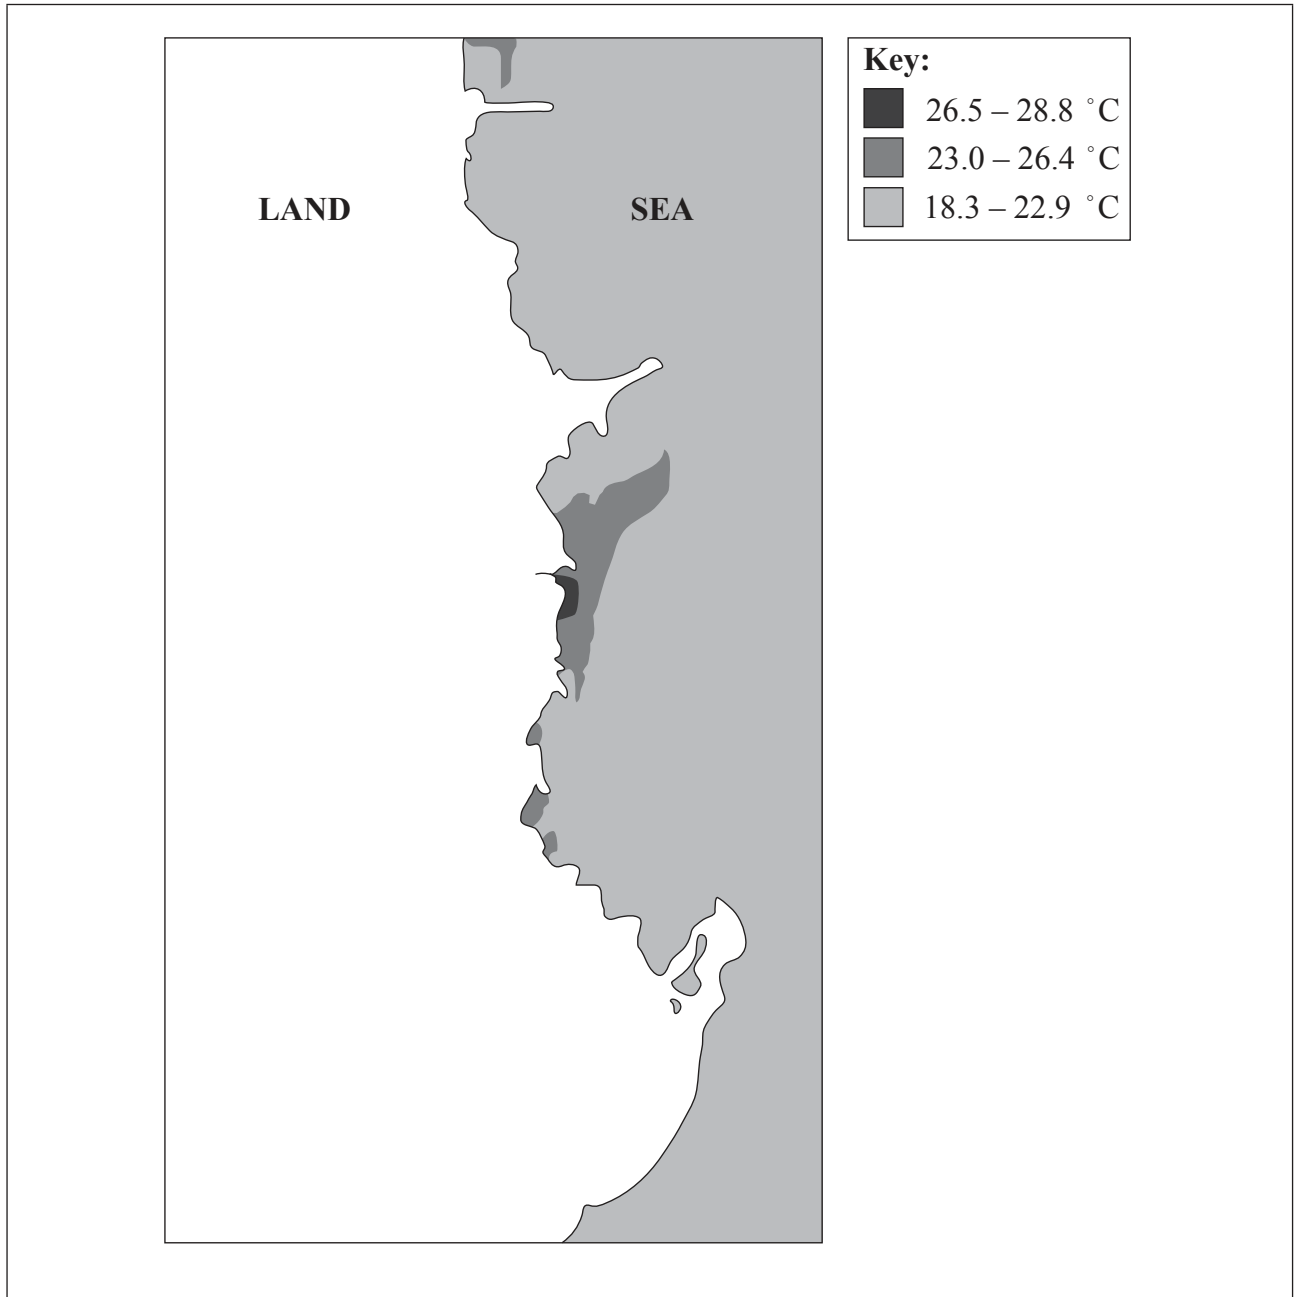 LAND
SEA
Key:
26.5 – 28.8 ˚C
23.0 – 26.4 ˚C
18.3 – 22.9 ˚C